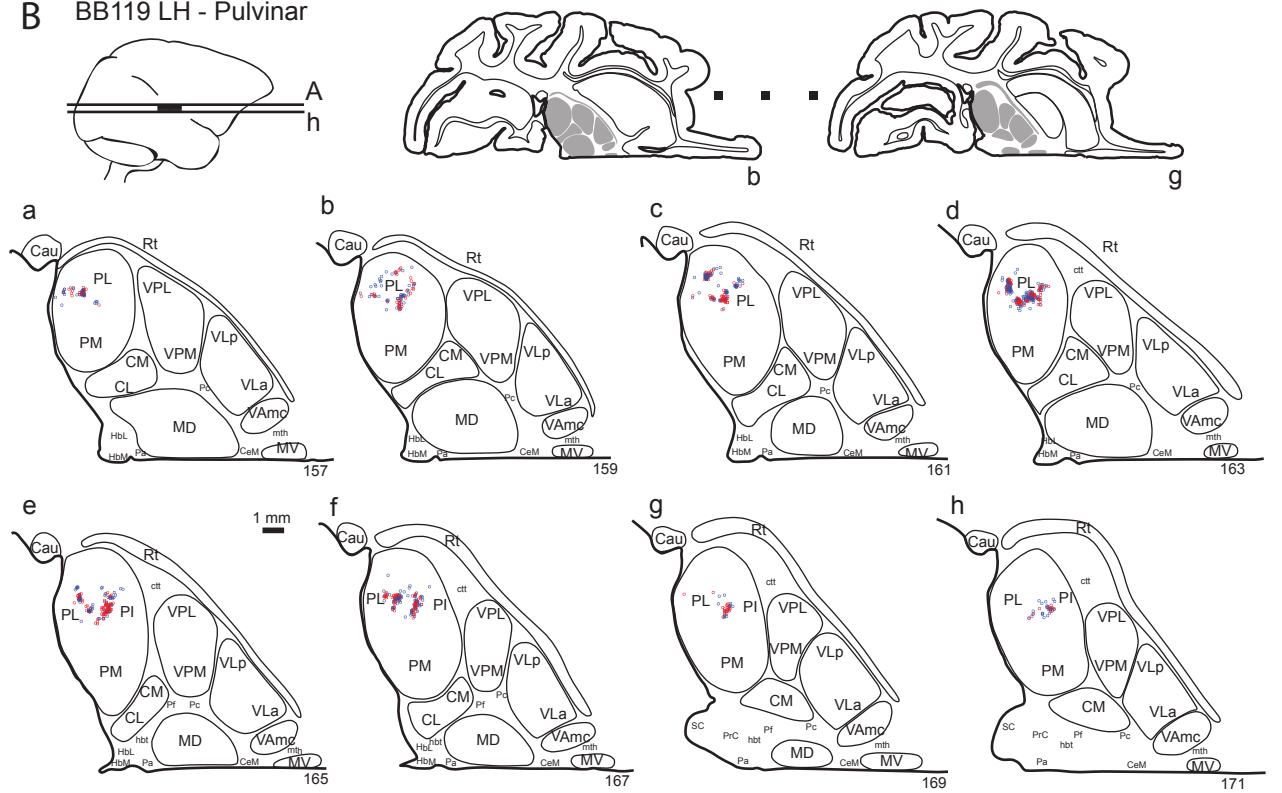 B BB119 LH - Pulvinar
A
h
b
g
a
Cau
Rt
PL
VPL
PM
VPM
CM
CL
VLp
VLa
Pc
MD
VAmc
HbL
HbM
Pa
CeM
mth
MV
157
b
Cau
Rt
PL
VPL
PM
CM
CL
VPM
VLp
Pc
VLa
MD
VAmc
HbL
HbM
Pa
CeM
mth
MV
159
c
Cau
Rt
PL
VPL
PM
CM
CL
VPM
VLp
Pc
VLa
MD
VAmc
HbL
HbM
Pa
CeM
mth
MV
161
d
Cau
Rt
ctt
PL
VPL
PM
CM
CL
VPM
VLp
Pc
VLa
MD
VAmc
HbL
HbM
Pa
CeM
mth
MV
163
e
1 mm
Cau
Rt
ctt
PL
PI
VPL
PM
VPM
VLp
CM
CL
Pf
Pc
VLa
hbt
MD
VAmc
HbL
HbM
Pa
CeM
mth
MV
165
f
Cau
Rt
ctt
PL
PI
VPL
PM
VPM
VLp
CM
CL
Pf
Pc
VLa
hbt
MD
VAmc
HbL
HbM
Pa
CeM
mth
MV
167
g
Cau
Rt
ctt
PL
PI
VPL
PM
VPM
VLp
CM
VLa
SC
PrC
hbt
Pf
Pc
VAmc
MD
Pa
CeM
mth
MV
169
h
Cau
Rt
ctt
PL
PI
VPL
PM
VPM
VLp
CM
VLa
SC
PrC
hbt
Pf
Pc
VAmc
mth
Pa
CeM
MV
171